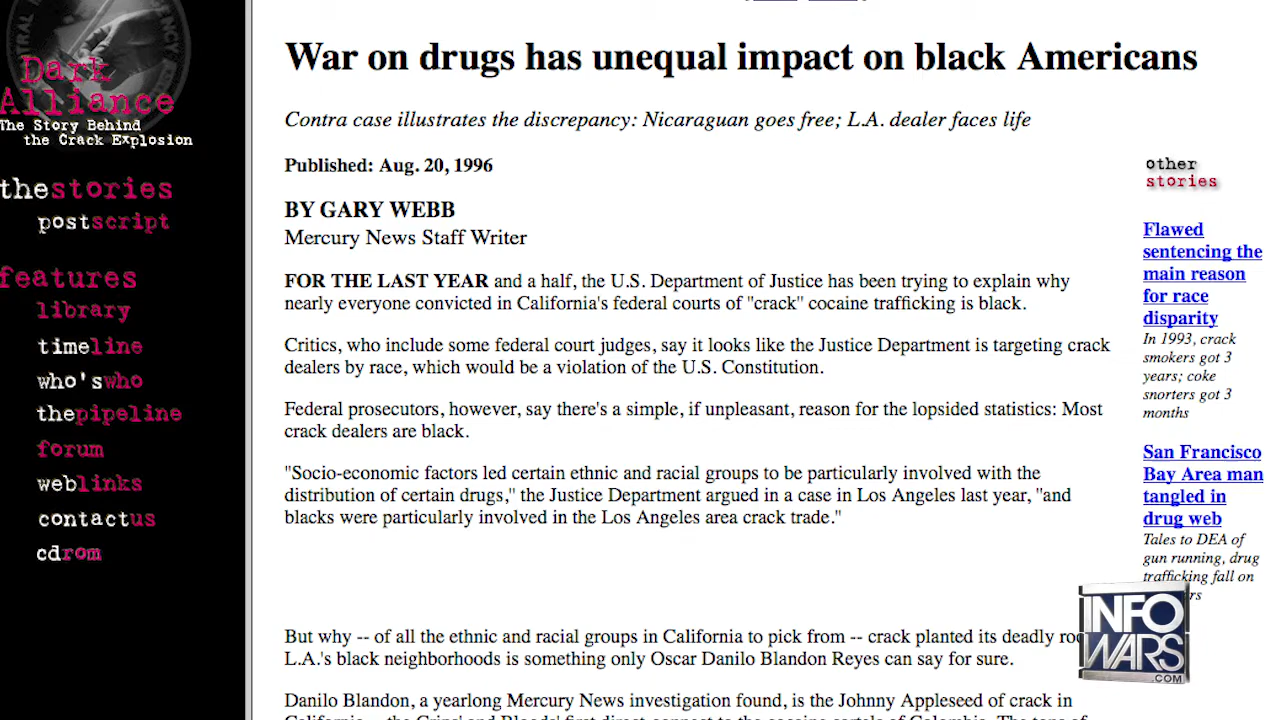 Dark
Alliance
The Story Behind
the Crack Explosion
thestories
postscript
features
library
timeline
who'swho
thepipeline
forum
weblinks
contactus
cdrom
War on drugs has unequal impact on black Americans
Contra case illustrates the discrepancy: Nicaraguan goes free; L.A. dealer faces life
Published: Aug. 20, 1996
BY GARY WEBB
Mercury News Staff Writer
FOR THE LAST YEAR and a half, the U.S. Department of Justice has been trying to explain why
nearly everyone convicted in California's federal courts of "crack" cocaine trafficking is black.
Critics, who include some federal court judges, say it looks like the Justice Department is targeting crack
dealers by race, which would be a violation of the U.S. Constitution.
Federal prosecutors, however, say there's a simple, if unpleasant, reason for the lopsided statistics: Most
crack dealers are black.
"Socio-economic factors led certain ethnic and racial groups to be particularly involved with the
distribution of certain drugs," the Justice Department argued in a case in Los Angeles last year, "and
blacks were particularly involved in the Los Angeles area crack trade."
But why -- of all the ethnic and racial groups in California to pick from -- crack planted its deadly
L.A.'s black neighborhoods is something only Oscar Danilo Blandon Reyes can say for sure.
Danilo Blandon, a yearlong Mercury News investigation found, is the Johnny Appleseed of crack in
other
stories
Flawed
sentencing the
main reason
for race
disparity
In 1993, crack
smokers got 3
years; coke
snorters got 3
months
San Francisco
Bay Area man
tangled in
drug web
Tales to DEA of
gun running, drug
trafficking fall on
INFO
WARS
.COM